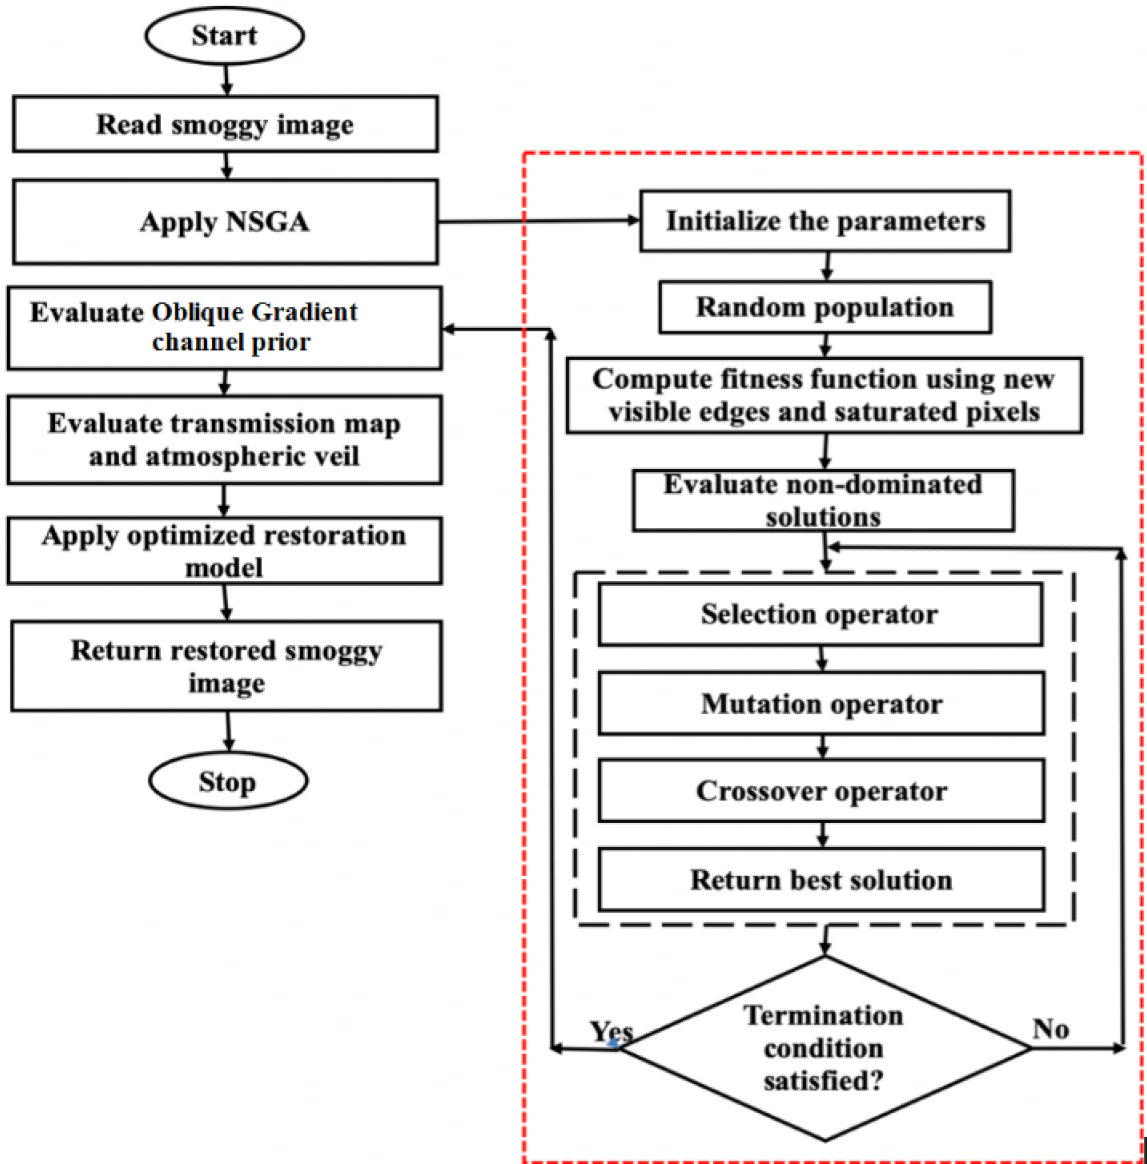 Start
Read smoggy image
Apply NSGA
Evaluate Oblique Gradient
channel prior
Evaluate transmission map
and atmospheric veil
Apply optimized restoration
model
Return restored smoggy
image
Stop
Initialize the parameters
Random population
Compute fitness function using new
visible edges and saturated pixels
Evaluate non-dominated
solutions
Selection operator
Mutation operator
Crossover operator
Return best solution
Termination
condition
satisfied?
Yes
No